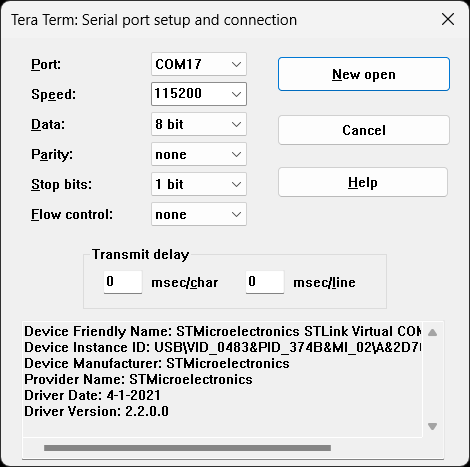 Tera Term: Serial port setup and connection
Port: COM17
New open
Speed: 115200
Data: 8 bit
Cancel
Parity: none
Stop bits: 1 bit
Help
Flow control: none
Transmit delay
0 msec/char 0 msec/line
Device Friendly Name: STMicroelectronics STLink Virtual COM
Device Instance ID: USB\VID_0483&PID_374B&MI_02\A&2D7
Device Manufacturer: STMicroelectronics
Provider Name: STMicroelectronics
Driver Date: 4-1-2021
Driver Version: 2.2.0.0